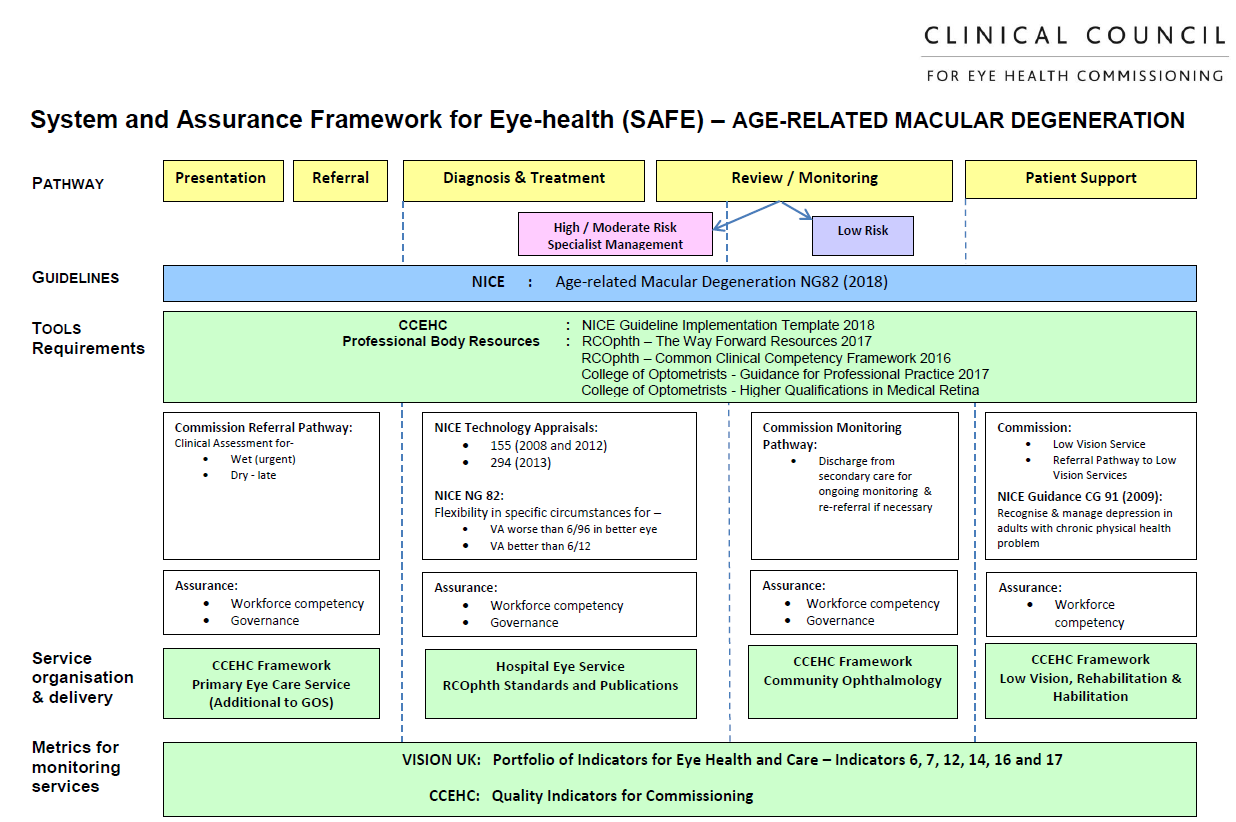 CLINICAL COUNCIL
FOR EYE HEALTH COMMISSIONING
System and Assurance Framework for Eye-health (SAFE) – AGE-RELATED MACULAR DEGENERATION
PATHWAY
Presentation
Referral
Diagnosis & Treatment
Review / Monitoring
Patient Support
High / Moderate Risk
Specialist Management
Low Risk
GUIDELINES
NICE : Age-related Macular Degeneration NG82 (2018)
TOOLS
Requirements
CCEHC : NICE Guideline Implementation Template 2018
Professional Body Resources : RCOphth – The Way Forward Resources 2017
RCOphth – Common Clinical Competency Framework 2016
College of Optometrists - Guidance for Professional Practice 2017
College of Optometrists - Higher Qualifications in Medical Retina
Commission Referral Pathway:
Clinical Assessment for-
• Wet (urgent)
• Dry - late
NICE Technology Appraisals:
• 155 (2008 and 2012)
• 294 (2013)
NICE NG 82:
Flexibility in specific circumstances for –
• VA worse than 6/96 in better eye
• VA better than 6/12
Commission Monitoring
Pathway:
• Discharge from
secondary care for
ongoing monitoring &
re-referral if necessary
Commission:
• Low Vision Service
• Referral Pathway to Low
Vision Services
NICE Guidance CG 91 (2009):
Recognise & manage depression in
adults with chronic physical health
problem
Assurance:
• Workforce competency
• Governance
Assurance:
• Workforce competency
• Governance
Assurance:
• Workforce competency
• Governance
Assurance:
• Workforce
competency
Service
organisation
& delivery
CCEHC Framework
Primary Eye Care Service
(Additional to GOS)
Hospital Eye Service
RCOphth Standards and Publications
CCEHC Framework
Community Ophthalmology
CCEHC Framework
Low Vision, Rehabilitation &
Habilitation
Metrics for
monitoring
services
VISION UK: Portfolio of Indicators for Eye Health and Care – Indicators 6, 7, 12, 14, 16 and 17
CCEHC: Quality Indicators for Commissioning